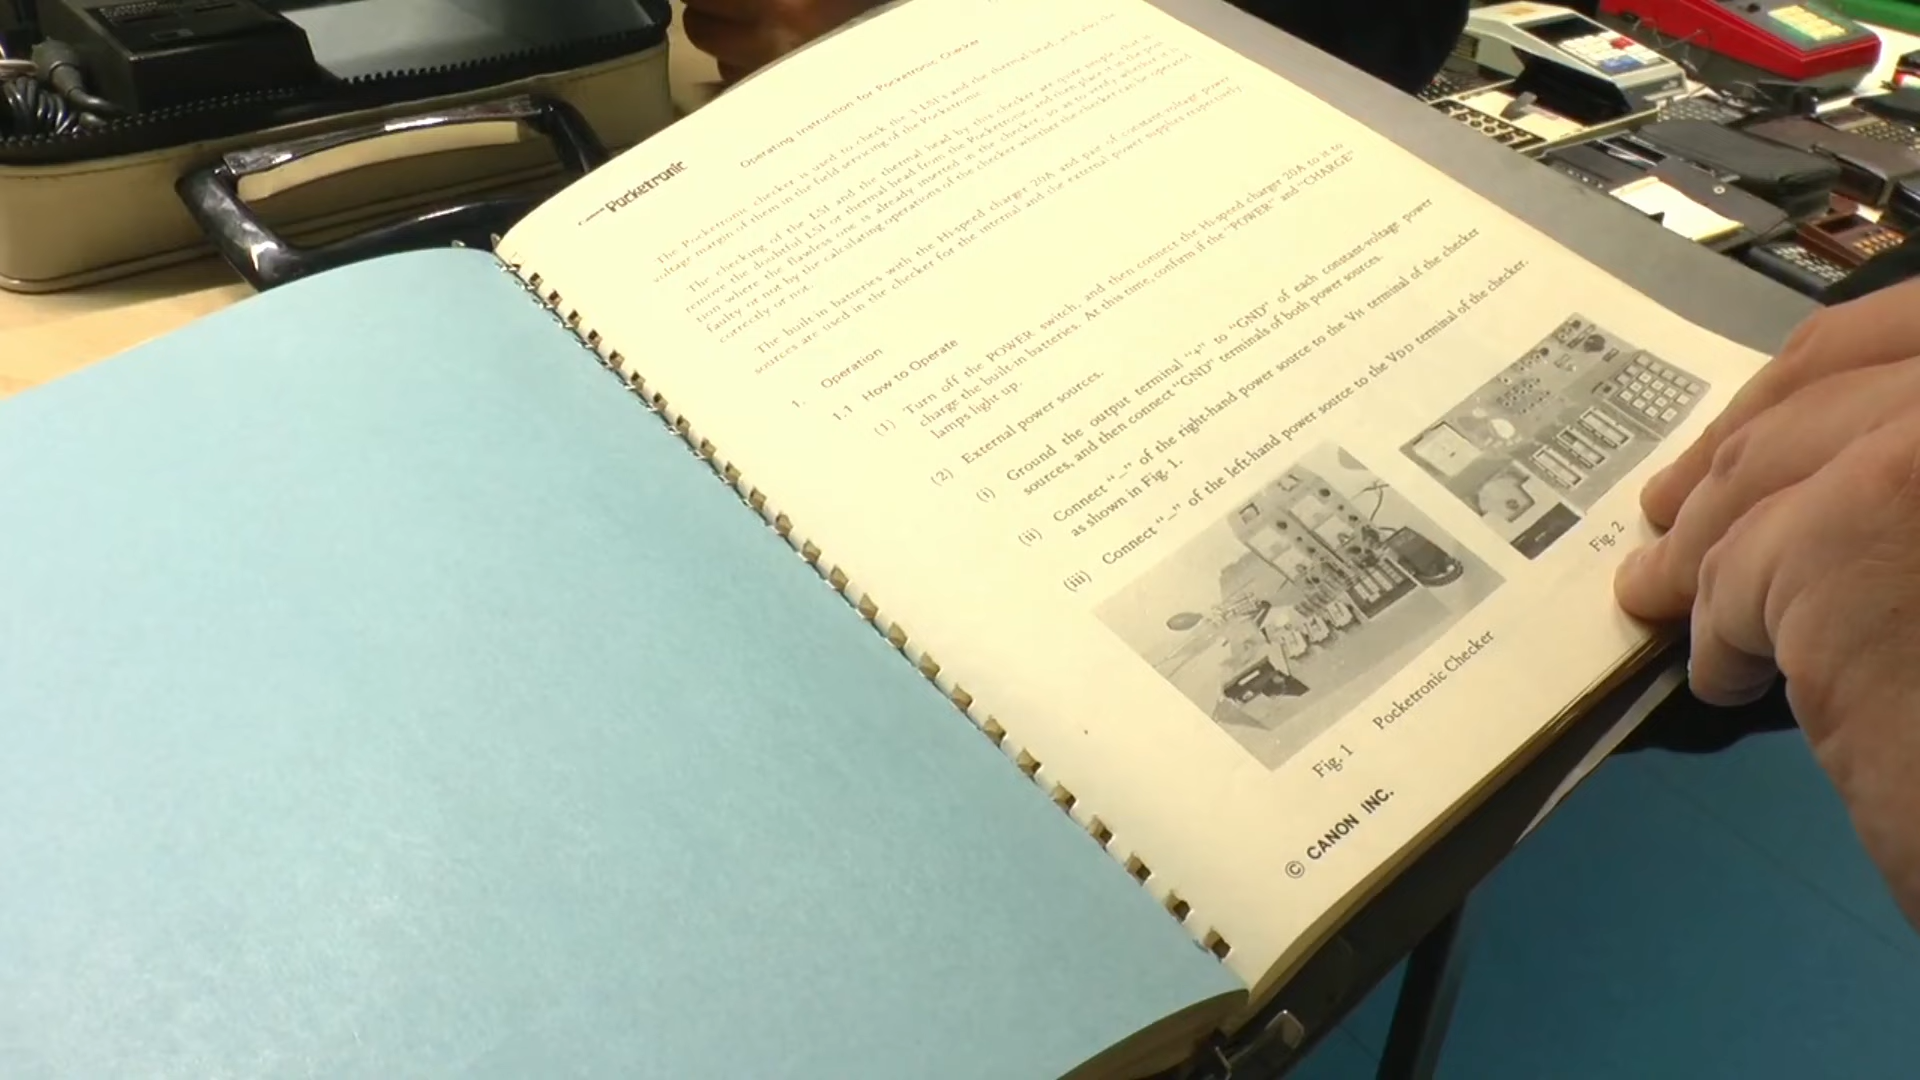 Canon Pocketronic
Operating Instruction for Pocketronic Checker
The Pocketronic checker is used to check the 3 LSI's and the thermal head, and also the
voltage margin of them in the field servicing of the Pocketronic.
The checking of the LSI and the thermal head by this checker are quite simple, that is,
remove the doubtful LSI or thermal head from the Pocketronic and then place it in the posi-
tion where the flawless one is already inserted in the checker, so as to verify whether it is
faulty or not by the calculating operations of the checker whether the checker can be operated
correctly or not.
The built-in batteries with the Hi-speed charger 20A and pair of constant-voltage power
sources are used in the checker for the internal and the external power supplies respectively.
1. Operation
1.1 How to Operate
(1) Turn off the POWER switch, and then connect the Hi-speed charger 20A to it to
charge the built-in batteries. At this time, confirm if the "POWER" and "CHARGE"
lamps light up.
(2) External power sources.
(i) Ground the output terminal "+" to "GND" of each constant-voltage power
sources, and then connect "GND" terminals of both power sources.
(ii) Connect "–" of the right-hand power source to the VH terminal of the checker
as shown in Fig. 1.
(iii) Connect "–" of the left-hand power source to the VDD terminal of the checker.
Fig. 2
Fig. 1 Pocketronic Checker
© CANON INC.